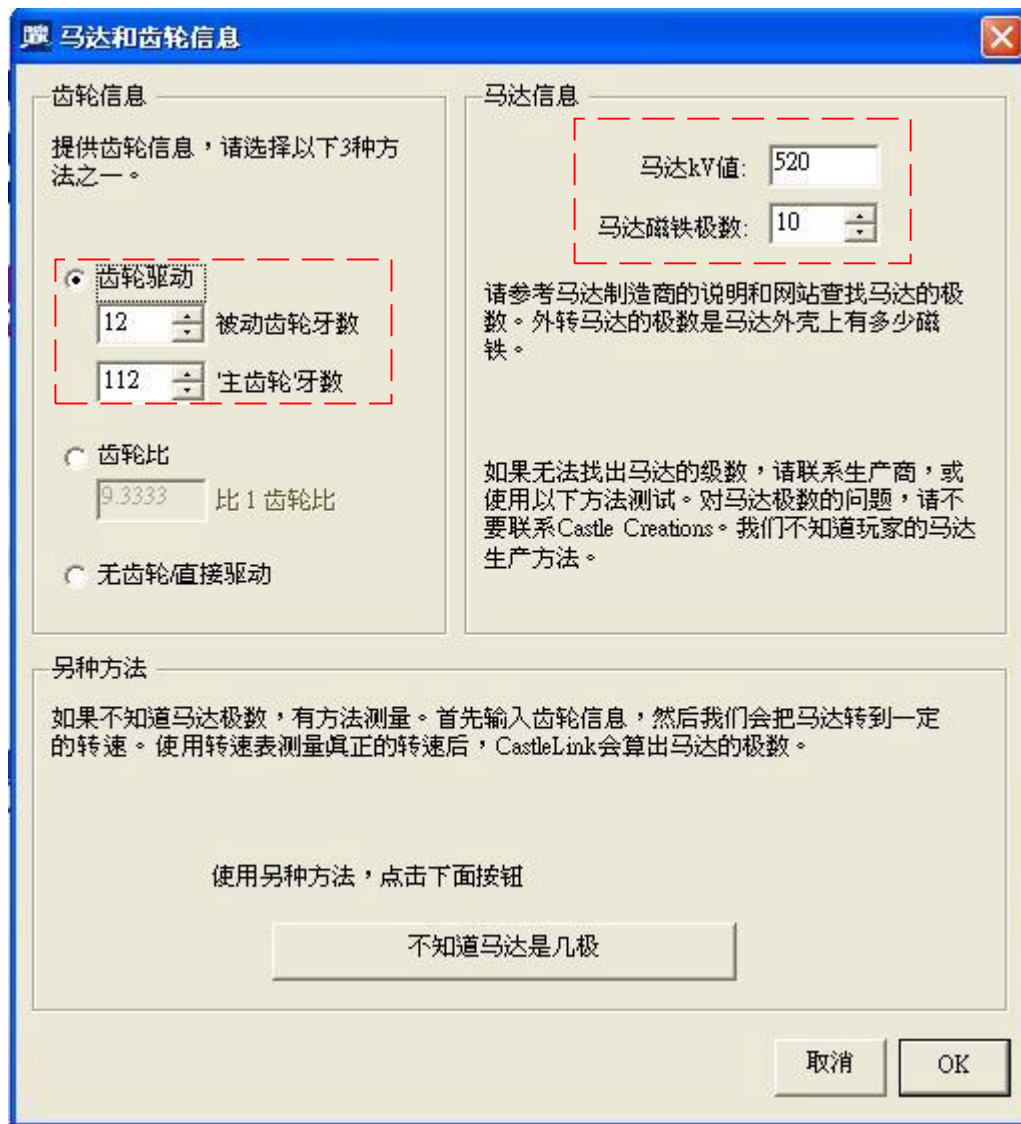 马达和齿轮信息
齿轮信息
提供齿轮信息，请选择以下3种方
法之一。
齿轮驱动
12 被动齿轮牙数
112 '主齿轮'牙数
齿轮比
9.3333 比 1 齿轮比
无齿轮/直接驱动
马达信息
马达kV值: 520
马达磁铁极数: 10
请参考马达制造商的说明和网站查找马达的极
数。外转马达的极数是马达外壳上有多少磁
铁。
如果无法找出马达的级数，请联系生产商，或
使用以下方法测试。对马达极数的问题，请不
要联系Castle Creations。我们不知道玩家的马达
生产方法。
另种方法
如果不知道马达极数，有方法测量。首先输入齿轮信息，然后我们会把马达转到一定
的转速。使用转速表测量真正的转速后，CastleLink会算出马达的极数。
使用另种方法，点击下面按钮
不知道马达是几极
取消
OK